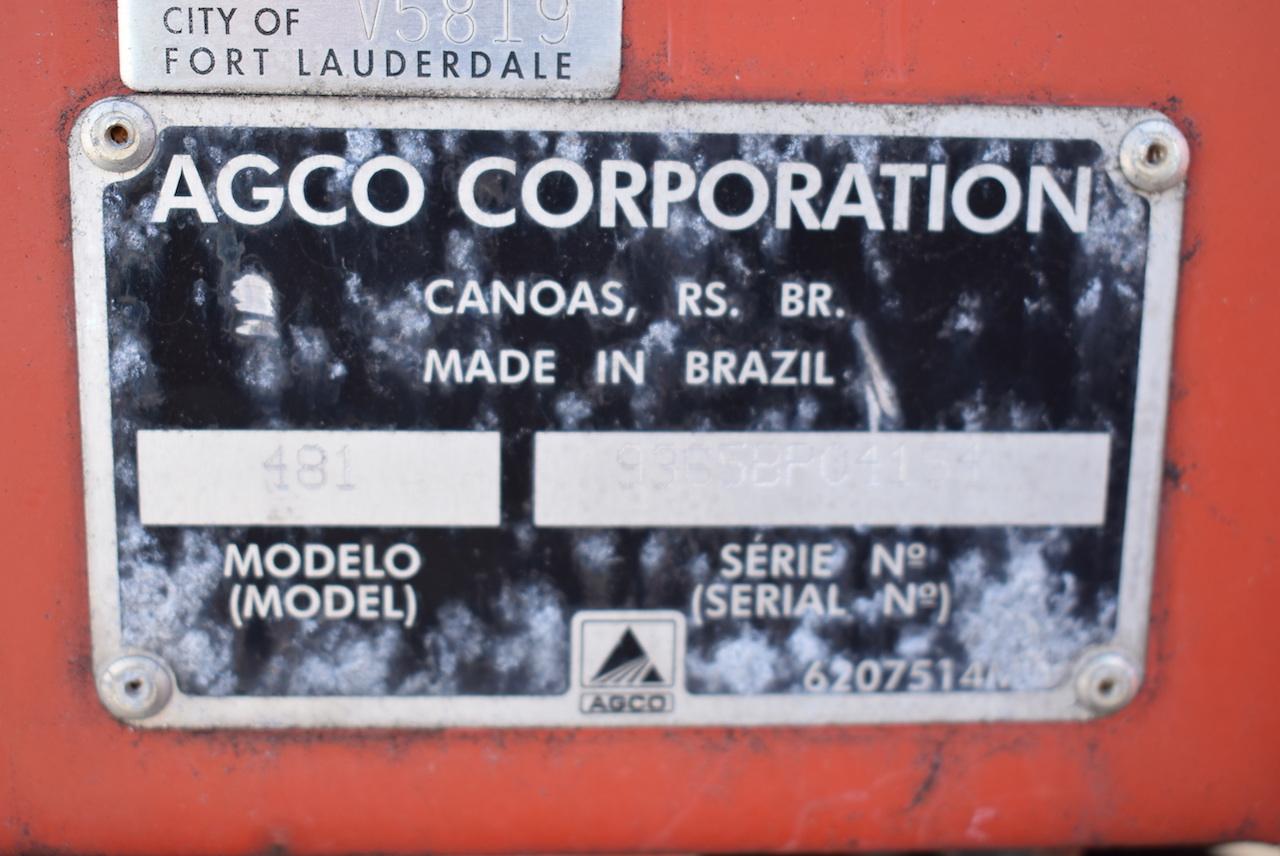 CITY OF V5819
FORT LAUDERDALE
AGCO CORPORATION
CANOAS, RS. BR.
MADE IN BRAZIL
481
MODELO
(MODEL)
SÉRIE Nº
(SERIAL Nº)
AGCO